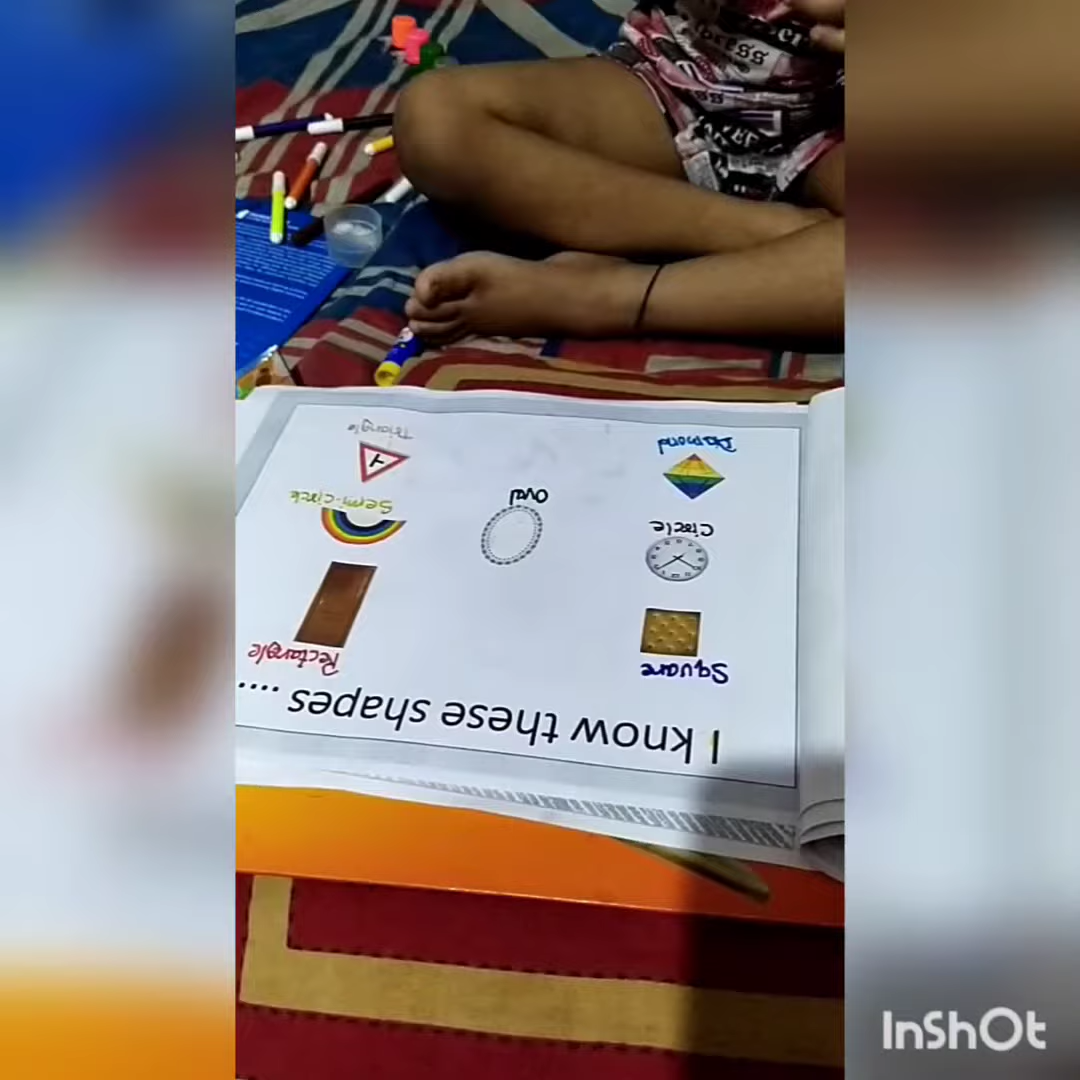 I know these shapes ....
Square
Rectangle
Circle
Oval
Semi-circle
Diamond
Triangle
InShOt